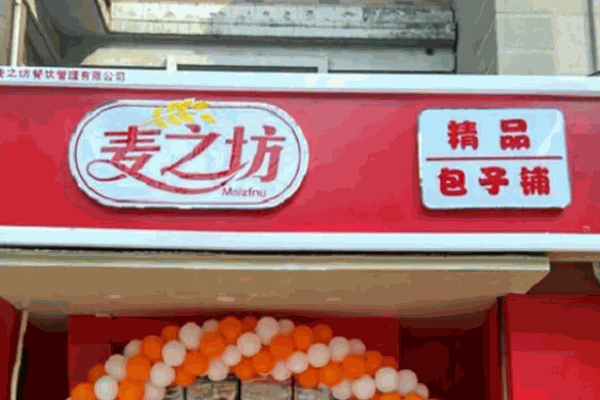 麦之坊餐饮管理有限公司
麦之坊
Maizfnu
精品
包子铺